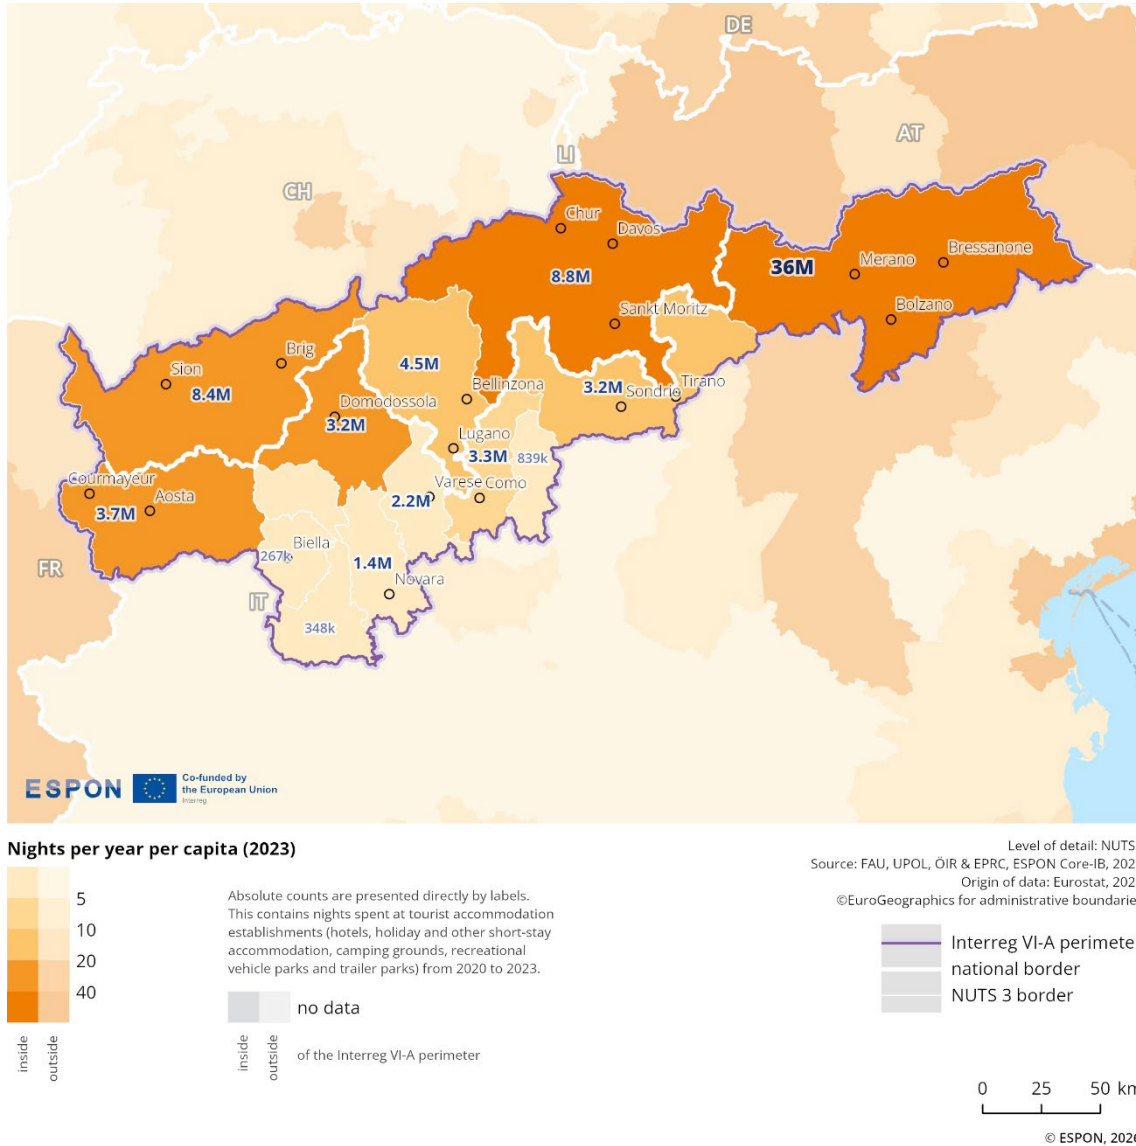 DE
AT
LI
CH
Chur
Davos
8.8M
36M
Merano
Bressanone
Bolzano
Sankt Moritz
Brig
Sion
8.4M
4.5M
Bellinzona
Domodossola
3.2M
3.2M
Sondrio
Tirano
Lugano
3.3M
839k
Courmayeur
Aosta
3.7M
Varese
Como
2.2M
FR
267k
Biella
1.4M
Novara
IT
348k
ESPON
Co-funded by
the European Union
Interreg
Nights per year per capita (2023)
5
10
20
40
inside
outside
Absolute counts are presented directly by labels.
This contains nights spent at tourist accommodation
establishments (hotels, holiday and other short-stay
accommodation, camping grounds, recreational
vehicle parks and trailer parks) from 2020 to 2023.
no data
inside
outside
of the Interreg VI-A perimeter
Level of detail: NUTS
Source: FAU, UPOL, ÖIR & EPRC, ESPON Core-IB, 202
Origin of data: Eurostat, 202
©EuroGeographics for administrative boundarie
Interreg VI-A perimete
national border
NUTS 3 border
0 25 50 km
© ESPON, 2026